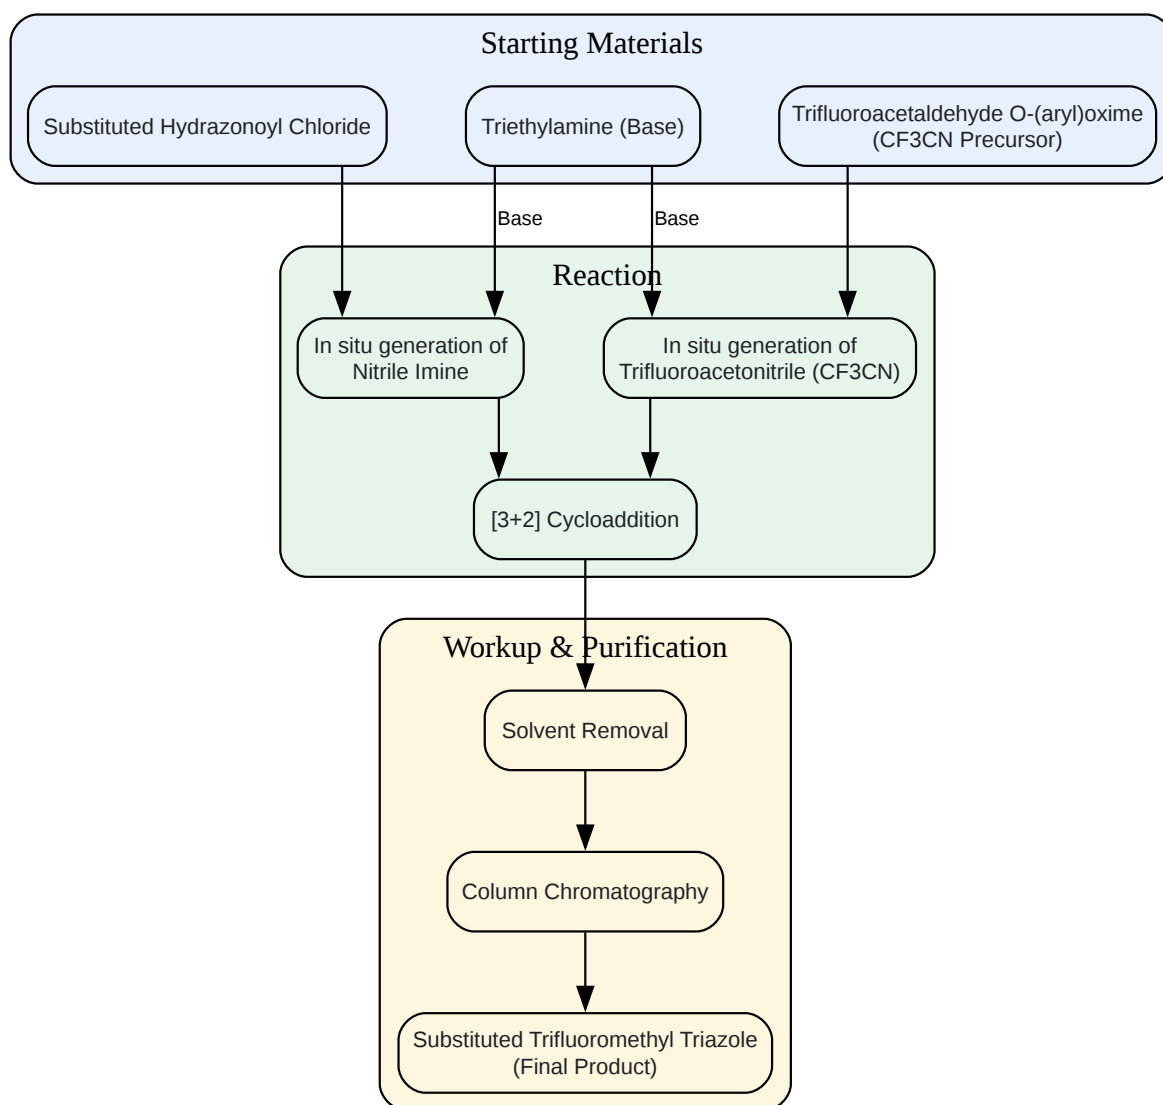 Starting Materials
Substituted Hydrazonoyl Chloride
Triethylamine (Base)
Trifluoroacetaldehyde O-(aryl)oxime
(CF3CN Precursor)
Base
Base
Reaction
In situ generation of
Nitrile Imine
In situ generation of
Trifluoroacetonitrile (CF3CN)
[3+2] Cycloaddition
Workup & Purification
Solvent Removal
Column Chromatography
Substituted Trifluoromethyl Triazole
(Final Product)